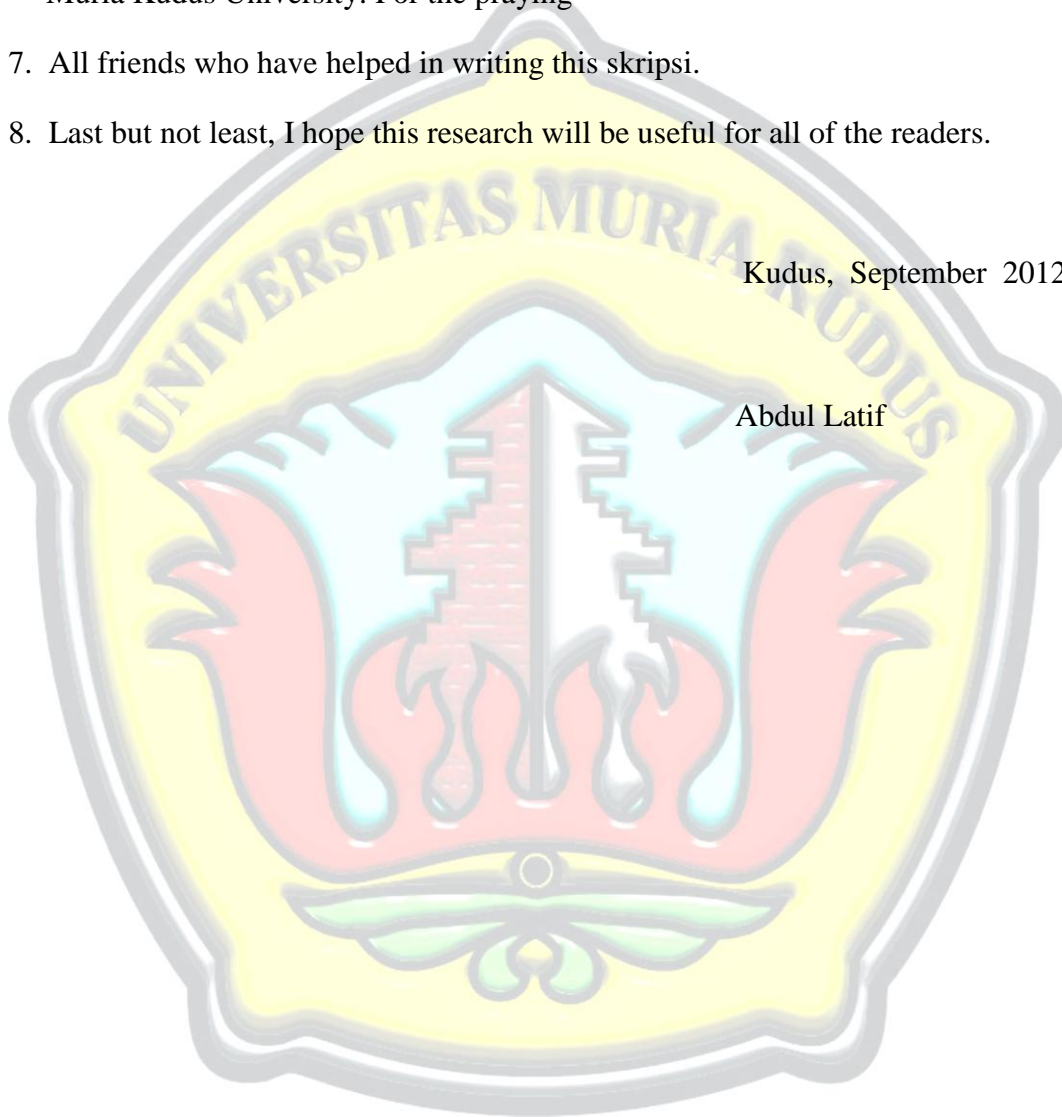 Muria Kudus University. For the praying
7. All friends who have helped in writing this skripsi.
8. Last but not least, I hope this research will be useful for all of the readers.
UNIVERSITAS MURIA KUDUS
Kudus, September 2012
Abdul Latif